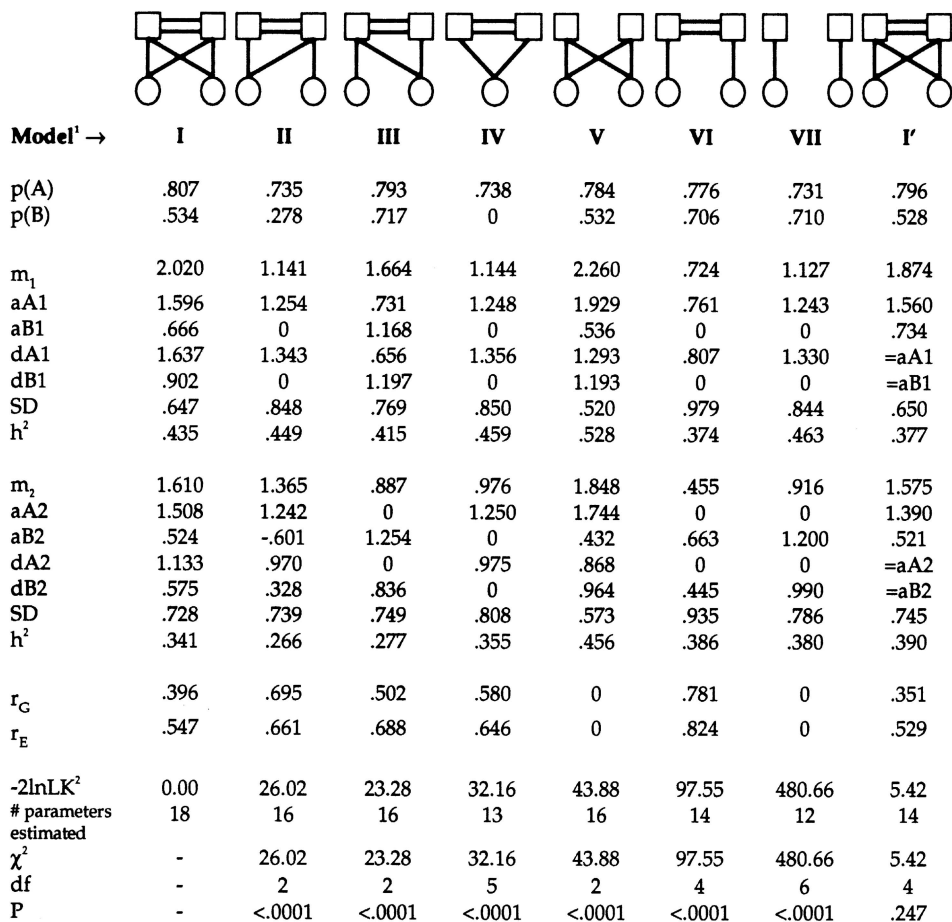 Model¹ → I II III IV V VI VII I′
p(A) .807 .735 .793 .738 .784 .776 .731 .796
p(B) .534 .278 .717 0 .532 .706 .710 .528
m₁ 2.020 1.141 1.664 1.144 2.260 .724 1.127 1.874
aA1 1.596 1.254 .731 1.248 1.929 .761 1.243 1.560
aB1 .666 0 1.168 0 .536 0 0 .734
dA1 1.637 1.343 .656 1.356 1.293 .807 1.330 =aA1
dB1 .902 0 1.197 0 1.193 0 0 =aB1
SD .647 .848 .769 .850 .520 .979 .844 .650
h² .435 .449 .415 .459 .528 .374 .463 .377
m₂ 1.610 1.365 .887 .976 1.848 .455 .916 1.575
aA2 1.508 1.242 0 1.250 1.744 0 0 1.390
aB2 .524 -.601 1.254 0 .432 .663 1.200 .521
dA2 1.133 .970 0 .975 .868 0 0 =aA2
dB2 .575 .328 .836 0 .964 .445 .990 =aB2
SD .728 .739 .749 .808 .573 .935 .786 .745
h² .341 .266 .277 .355 .456 .386 .380 .390
r_G .396 .695 .502 .580 0 .781 0 .351
r_E .547 .661 .688 .646 0 .824 0 .529
-2lnLK² 0.00 26.02 23.28 32.16 43.88 97.55 480.66 5.42
# parameters 18 16 16 13 16 14 12 14
estimated
χ² - 26.02 23.28 32.16 43.88 97.55 480.66 5.42
df - 2 2 5 2 4 6 4
P - <.0001 <.0001 <.0001 <.0001 <.0001 <.0001 .247